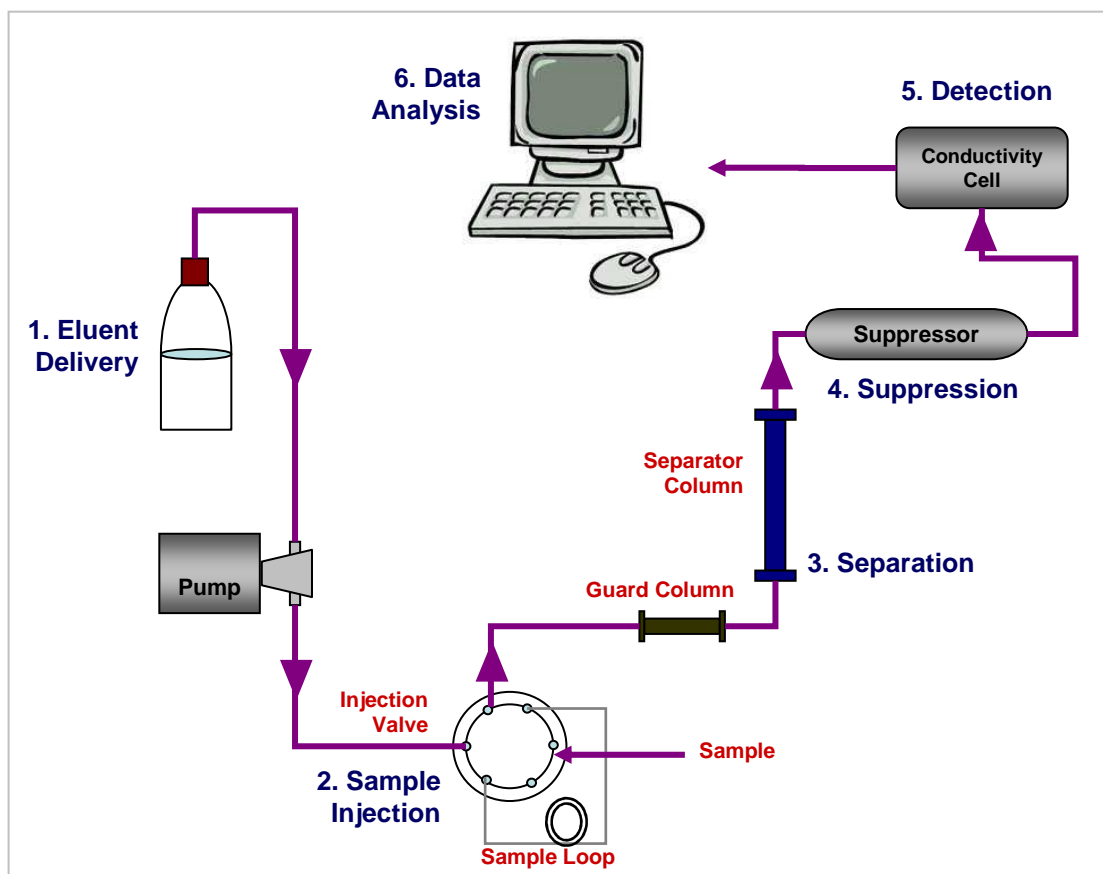 6. Data
Analysis
5. Detection
Conductivity
Cell
1. Eluent
Delivery
Suppressor
4. Suppression
Separator
Column
3. Separation
Pump
Guard Column
Injection
Valve
Sample
2. Sample
Injection
Sample Loop